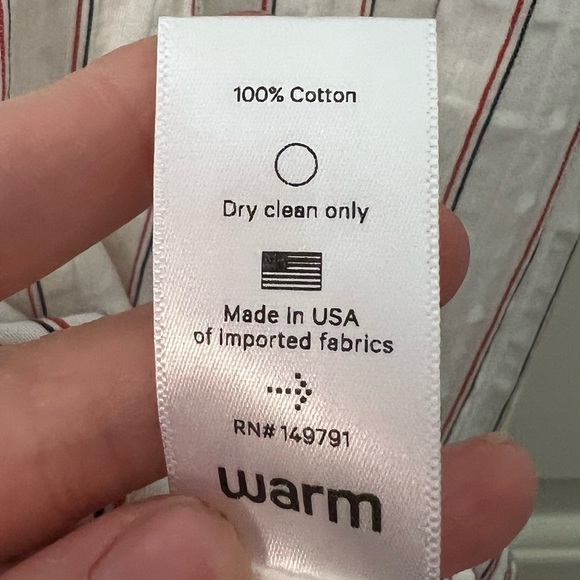 100% Cotton
Dry clean only
Made in USA
of imported fabrics
RN# 149791
warm